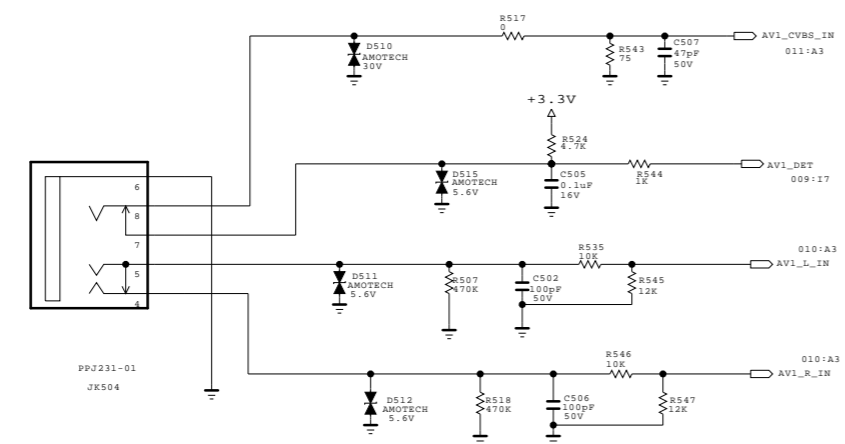 R517
0
D510
AMOTECH
30V
R543
75
C507
47pF
50V
AV1_CVBS_IN
011:A3
+3.3V
R524
4.7K
D515
AMOTECH
5.6V
C505
0.1uF
16V
R544
1K
AV1_DET
009:I7
6
8
7
5
4
PPJ231-01
JK504
D511
AMOTECH
5.6V
R507
470K
C502
100pF
50V
R535
10K
R545
12K
010:A3
AV1_L_IN
D512
AMOTECH
5.6V
R518
470K
C506
100pF
50V
R546
10K
R547
12K
010:A3
AV1_R_IN